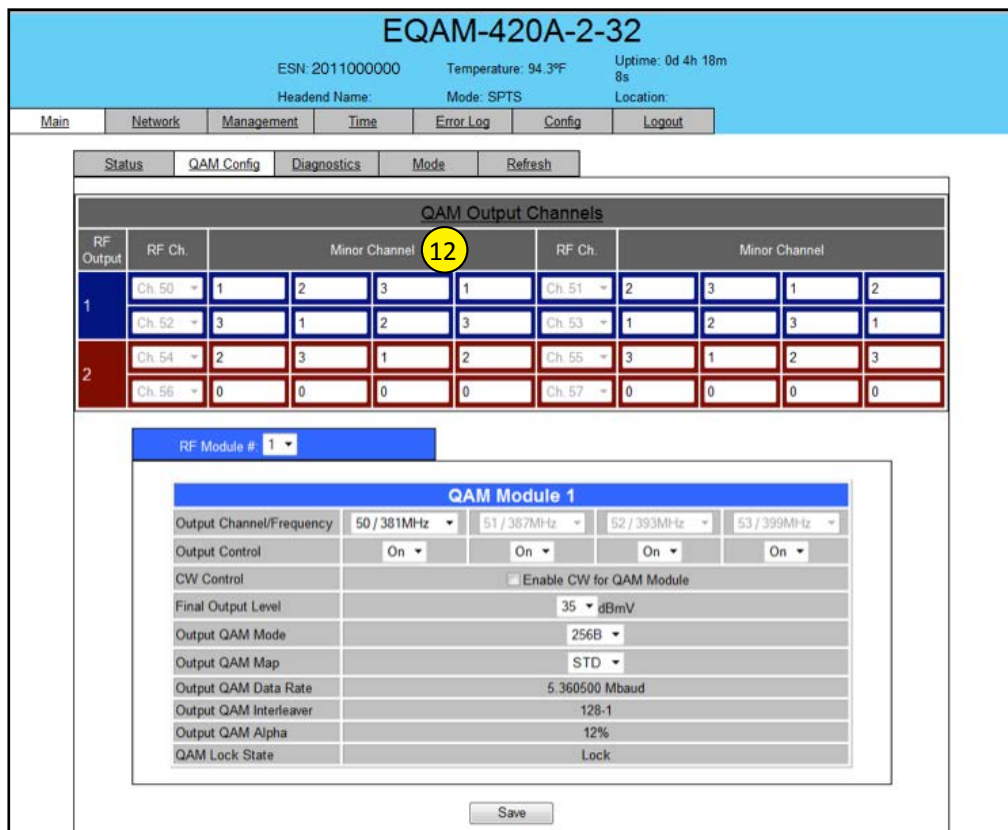 EQAM-420A-2-32
ESN: 2011000000 Temperature: 94.3ºF Uptime: 0d 4h 18m
8s
Headend Name: Mode: SPTS Location:
Main Network Management Time Error Log Config Logout
Status QAM Config Diagnostics Mode Refresh
QAM Output Channels
RF Output RF Ch. Minor Channel 12 RF Ch. Minor Channel
1 Ch. 50 1 2 3 1 Ch. 51 2 3 1 2
Ch. 52 3 1 2 3 Ch. 53 1 2 3 1
2 Ch. 54 2 3 1 2 Ch. 55 3 1 2 3
Ch. 56 0 0 0 0 Ch. 57 0 0 0 0
RF Module #: 1
QAM Module 1
Output Channel/Frequency 50 / 381MHz 51 / 387MHz 52 / 393MHz 53 / 399MHz
Output Control On On On On
CW Control Enable CW for QAM Module
Final Output Level 35 dBmV
Output QAM Mode 256B
Output QAM Map STD
Output QAM Data Rate 5.360500 Mbaud
Output QAM Interleaver 128-1
Output QAM Alpha 12%
QAM Lock State Lock
Save